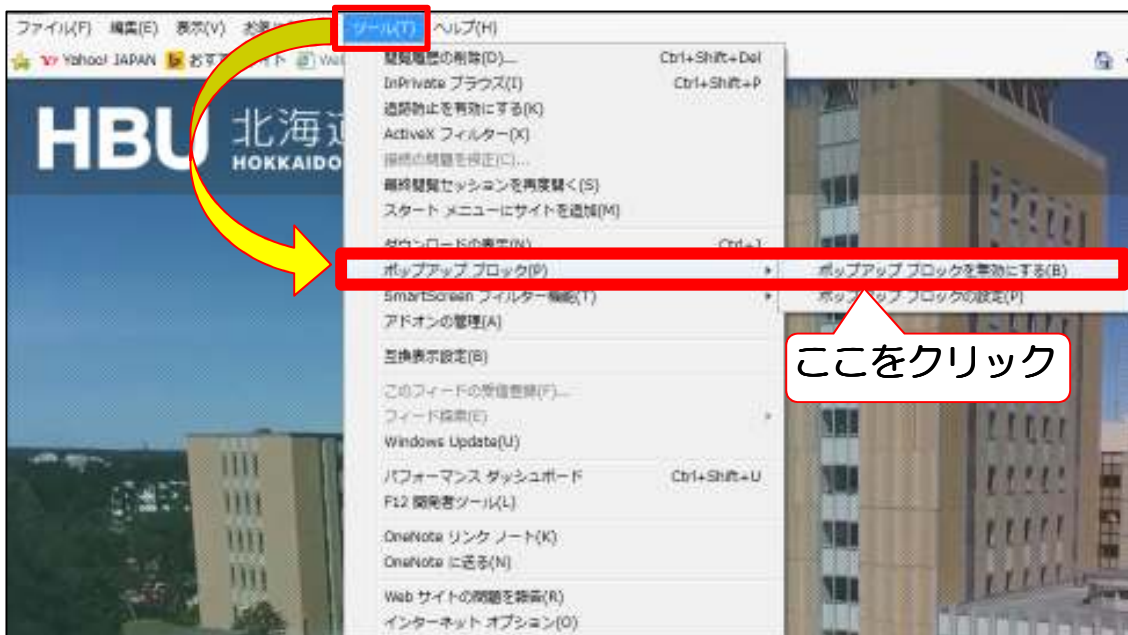 ファイル(F) 編集(E) 表示(V) ツール(T) ヘルプ(H)
Yahoo! JAPAN
HBU 北海道
HOKKAIDO
閲覧履歴の削除(D)... Ctrl+Shift+Del
InPrivate ブラウズ(I) Ctrl+Shift+P
追跡防止を有効にする(K)
ActiveX フィルター(X)
接続の問題を修正(C)...
最終閲覧セッションを再度開く(S)
スタート メニューにサイトを追加(M)
ダウンロードの表示(N) Ctrl+J
ポップアップ ブロック(P) ポップアップ ブロックを無効にする(B)
SmartScreen フィルター機能(T) ポップアップ ブロックの設定(P)
アドオンの管理(A)
ここをクリック
互換表示設定(B)
このフィードの受信登録(F)...
フィード探索(E)
Windows Update(U)
パフォーマンス ダッシュボード Ctrl+Shift+U
F12 開発者ツール(L)
OneNote リンク ノート(K)
OneNote に送る(N)
Web サイトの問題を報告(R)
インターネット オプション(O)